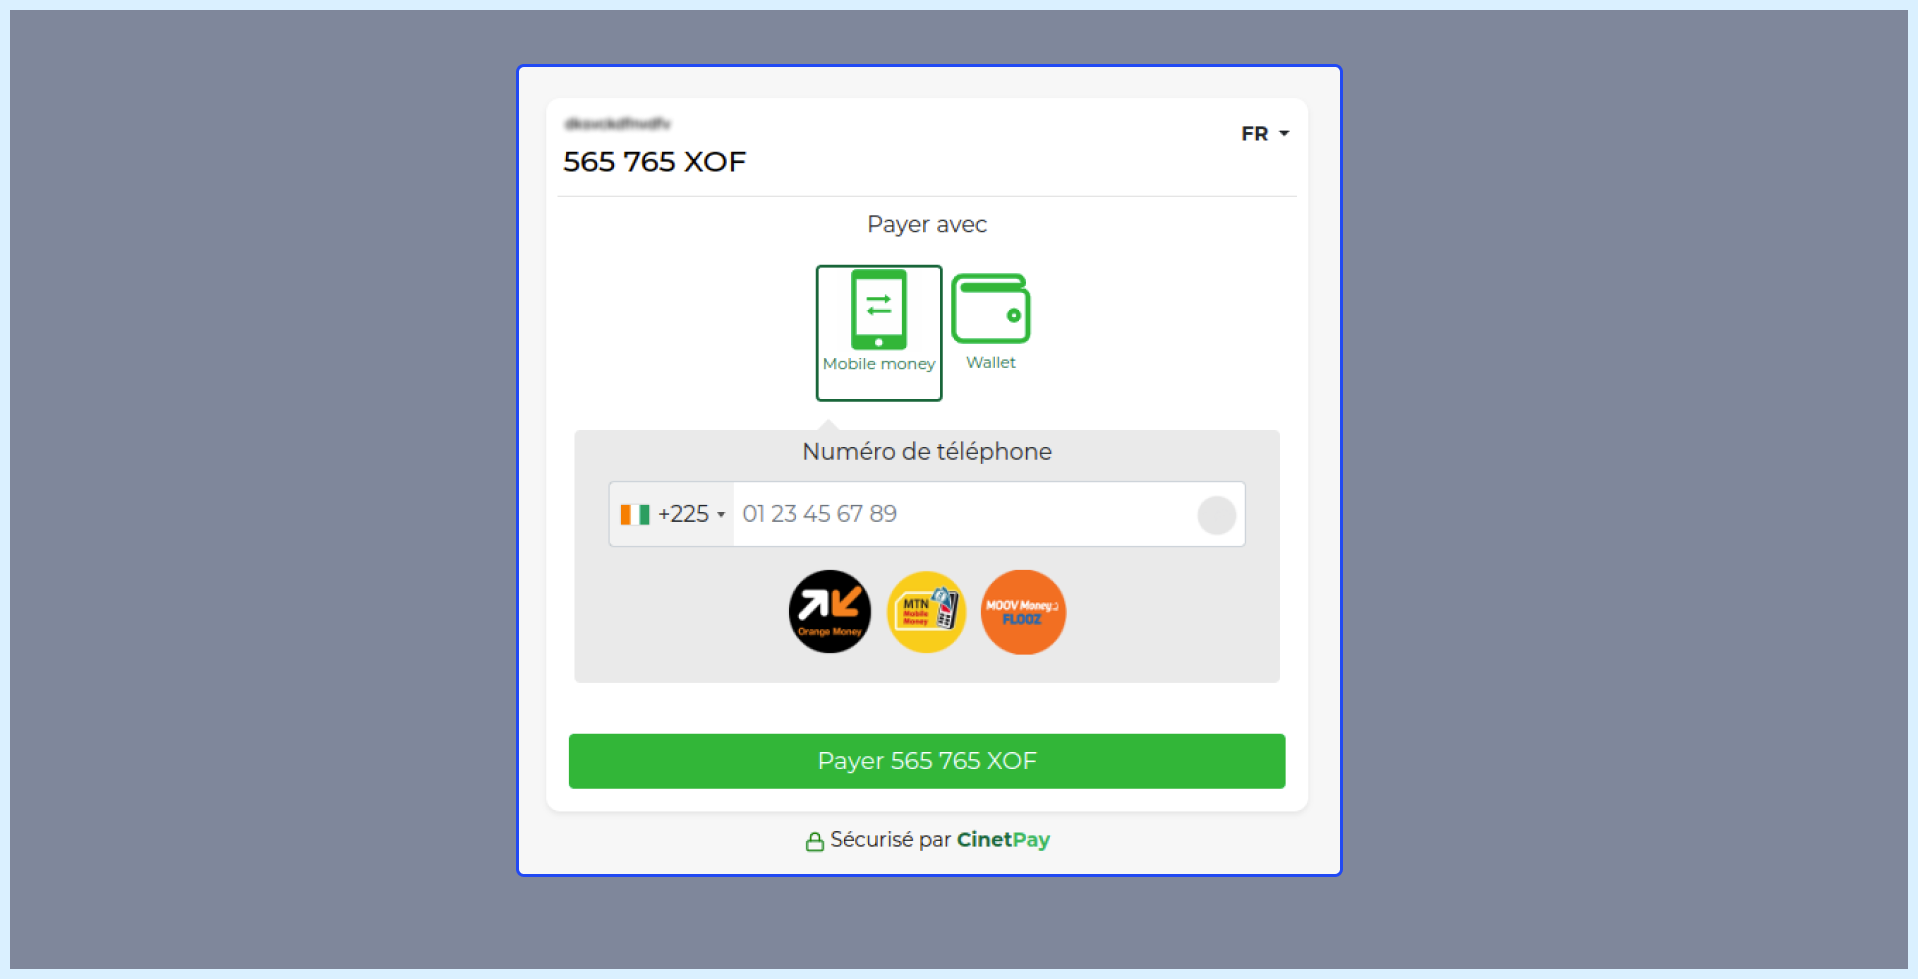 FR
565 765 XOF
Payer avec
Mobile money
Wallet
Numéro de téléphone
+225
01 23 45 67 89
Orange Money
MTN
Mobile
Money
MOOV Money
FLOOZ
Payer 565 765 XOF
Sécurisé par CinetPay